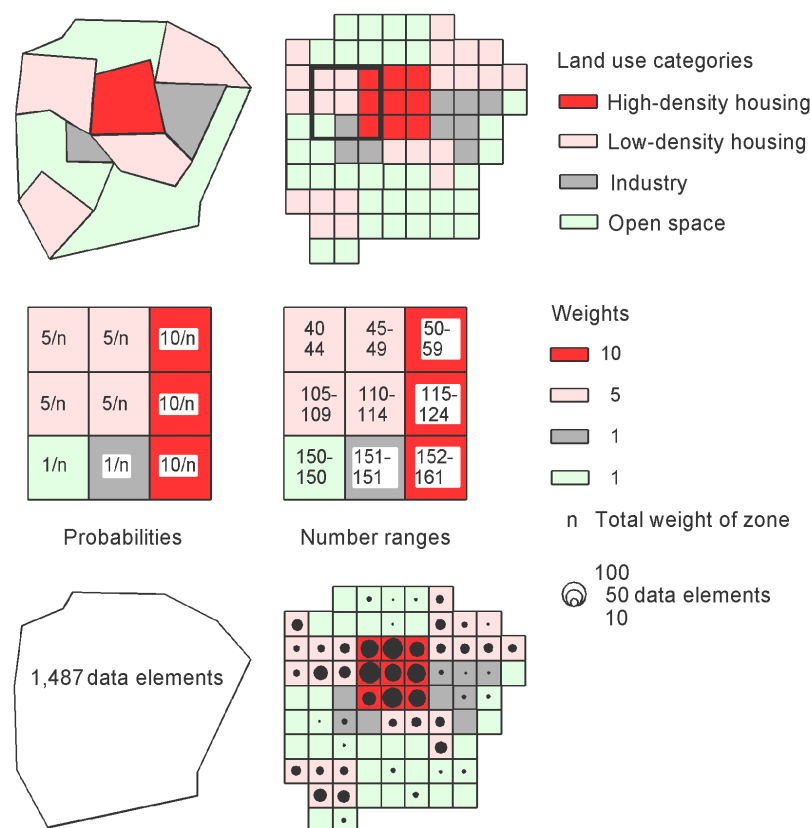 Land use categories
High-density housing
Low-density housing
Industry
Open space
5/n 5/n 10/n
5/n 5/n 10/n
1/n 1/n 10/n
Probabilities
40
44
45-
49
50-
59
105-
109
110-
114
115-
124
150-
150
151-
151
152-
161
Number ranges
Weights
10
5
1
1
n Total weight of zone
100
50 data elements
10
1,487 data elements